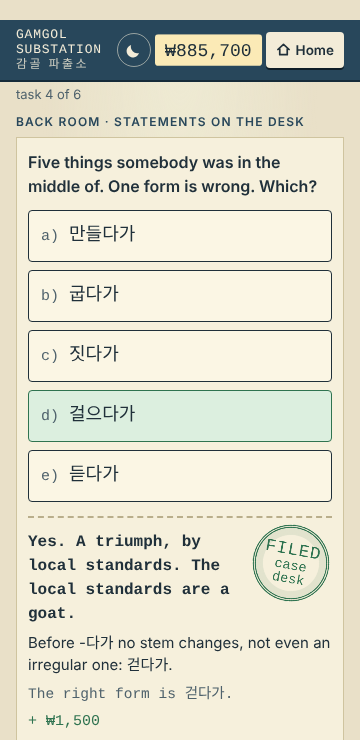 GAMGOL
SUBSTATION
감골 파출소
₩885,700
Home
task 4 of 6
BACK ROOM · STATEMENTS ON THE DESK
Five things somebody was in the
middle of. One form is wrong. Which?
a) 만들다가
b) 굽다가
c) 짓다가
d) 걸으다가
e) 듣다가
Yes. A triumph, by
local standards. The
local standards are a
goat.
FILED
case
desk
Before -다가 no stem changes, not even an
irregular one: 걷다가.
The right form is 걷다가.
+ ₩1,500